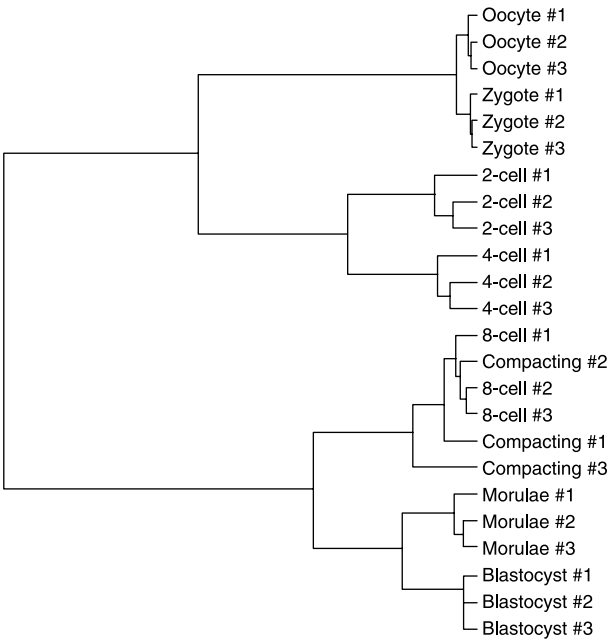 Oocyte #1
Oocyte #2
Oocyte #3
Zygote #1
Zygote #2
Zygote #3
2-cell #1
2-cell #2
2-cell #3
4-cell #1
4-cell #2
4-cell #3
8-cell #1
Compacting #2
8-cell #2
8-cell #3
Compacting #1
Compacting #3
Morulae #1
Morulae #2
Morulae #3
Blastocyst #1
Blastocyst #2
Blastocyst #3